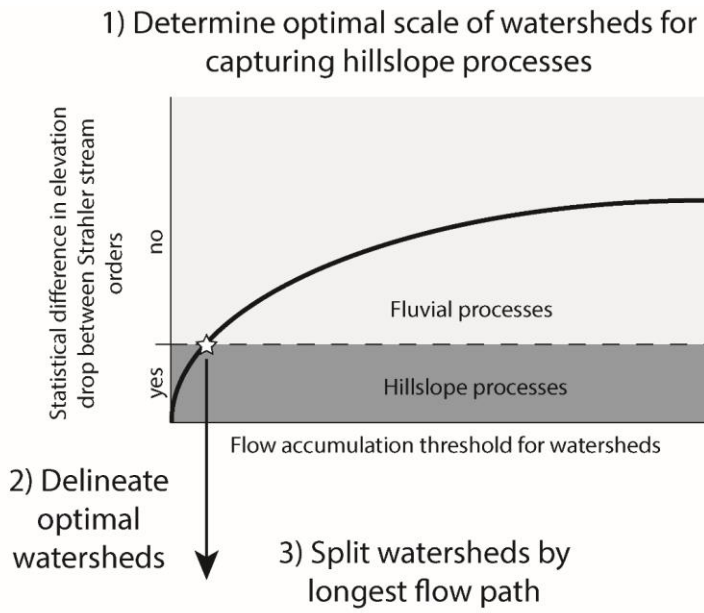 1) Determine optimal scale of watersheds for
capturing hillslope processes
Statistical difference in elevation
drop between Strahler stream
orders
no
yes
Fluvial processes
Hillslope processes
Flow accumulation threshold for watersheds
2) Delineate
optimal
watersheds
3) Split watersheds by
longest flow path